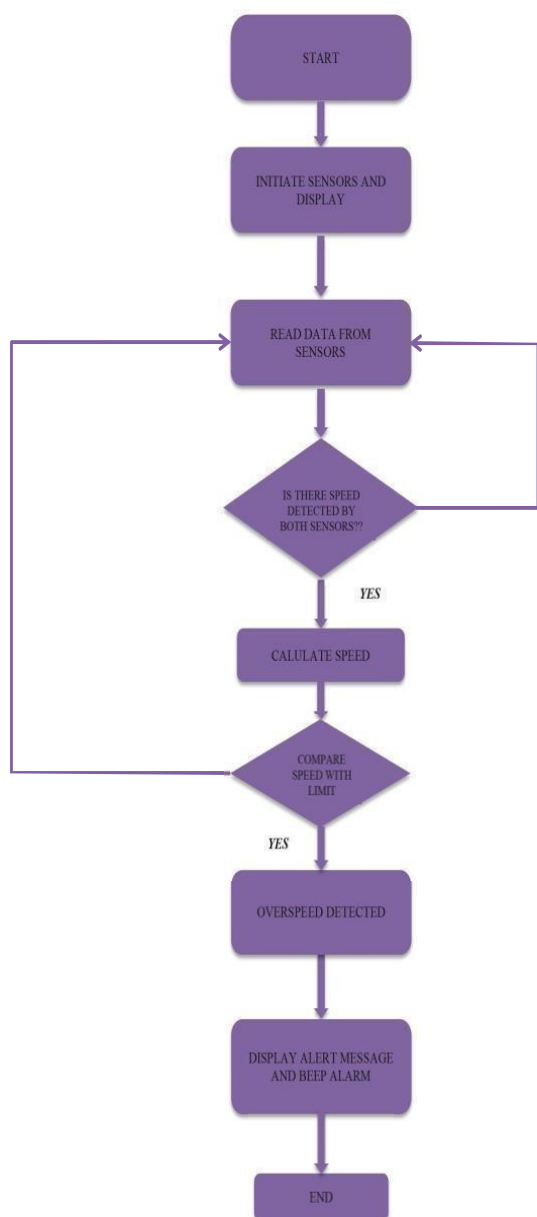 START
INITIATE SENSORS AND
DISPLAY
READ DATA FROM
SENSORS
IS THERE SPEED
DETECTED BY
BOTH SENSORS??
YES
CALULATE SPEED
COMPARE
SPEED WITH
LIMIT
YES
OVERSPEED DETECTED
DISPLAY ALERT MESSAGE
AND BEEP ALARM
END